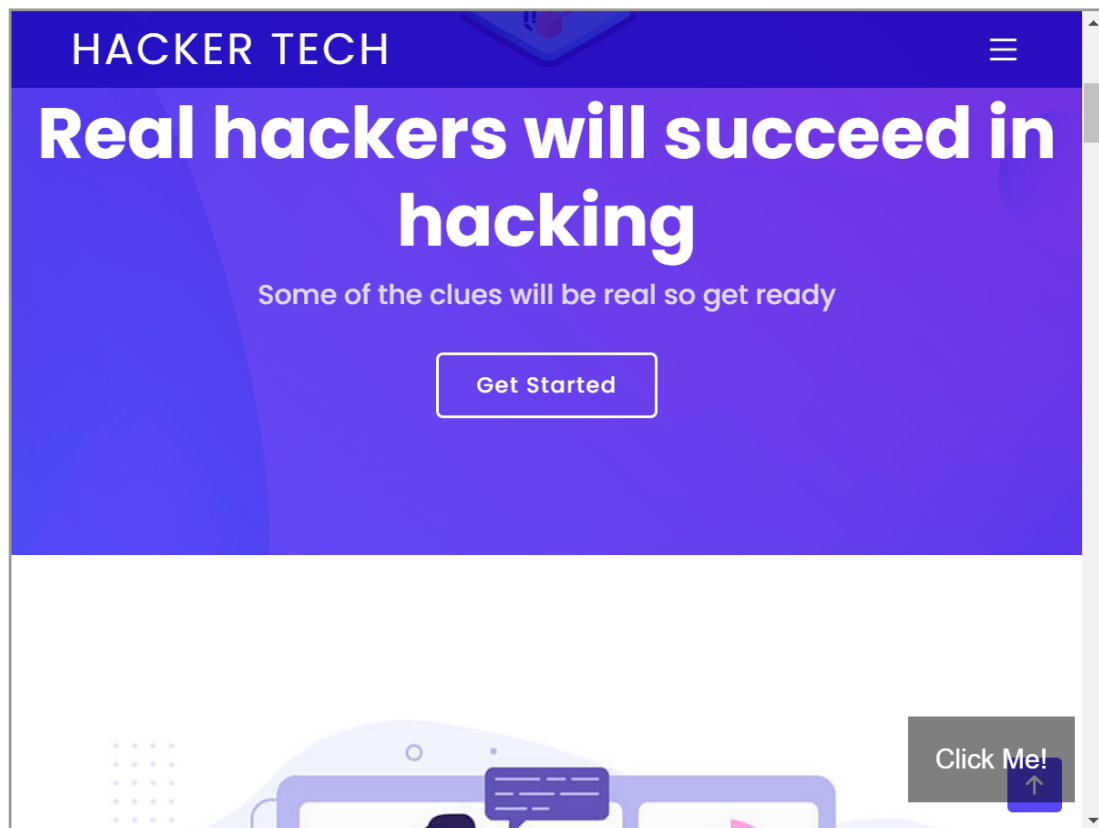 HACKER TECH
Real hackers will succeed in
hacking
Some of the clues will be real so get ready
Get Started
Click Me!